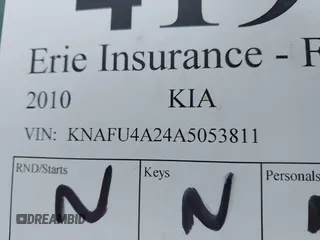 Erie Insurance - F
2010 KIA
VIN: KNAFU4A24A5053811
RND/Starts Keys Personals
N N
DREAMBID